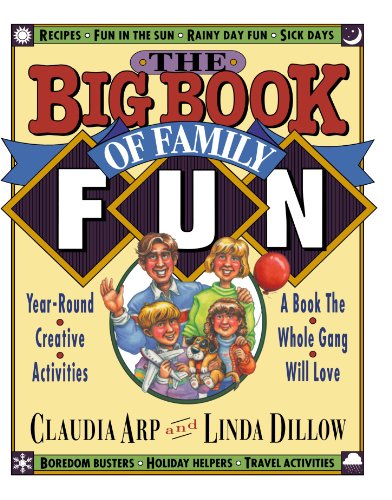 RECIPES • FUN IN THE SUN • RAINY DAY FUN • SICK DAYS
THE
BIG BOOK
OF FAMILY
FUN
Year-Round
•
Creative
•
Activities
A Book The
•
Whole Gang
•
Will Love
CLAUDIA ARP and LINDA DILLOW
BOREDOM BUSTERS • HOLIDAY HELPERS • TRAVEL ACTIVITIES